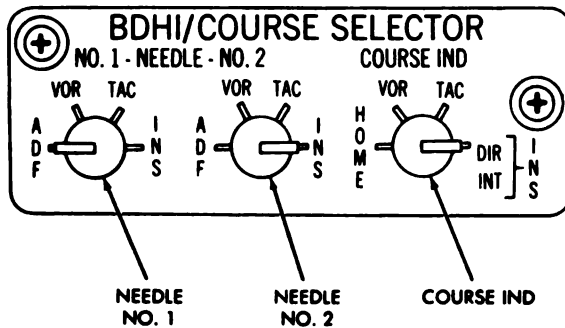 BDHI/COURSE SELECTOR
NO. 1 - NEEDLE - NO. 2 COURSE IND
VOR TAC VOR TAC VOR TAC
ADF INS ADF INS HOME DIR INS
INT
NEEDLE NO. 1
NEEDLE NO. 2
COURSE IND